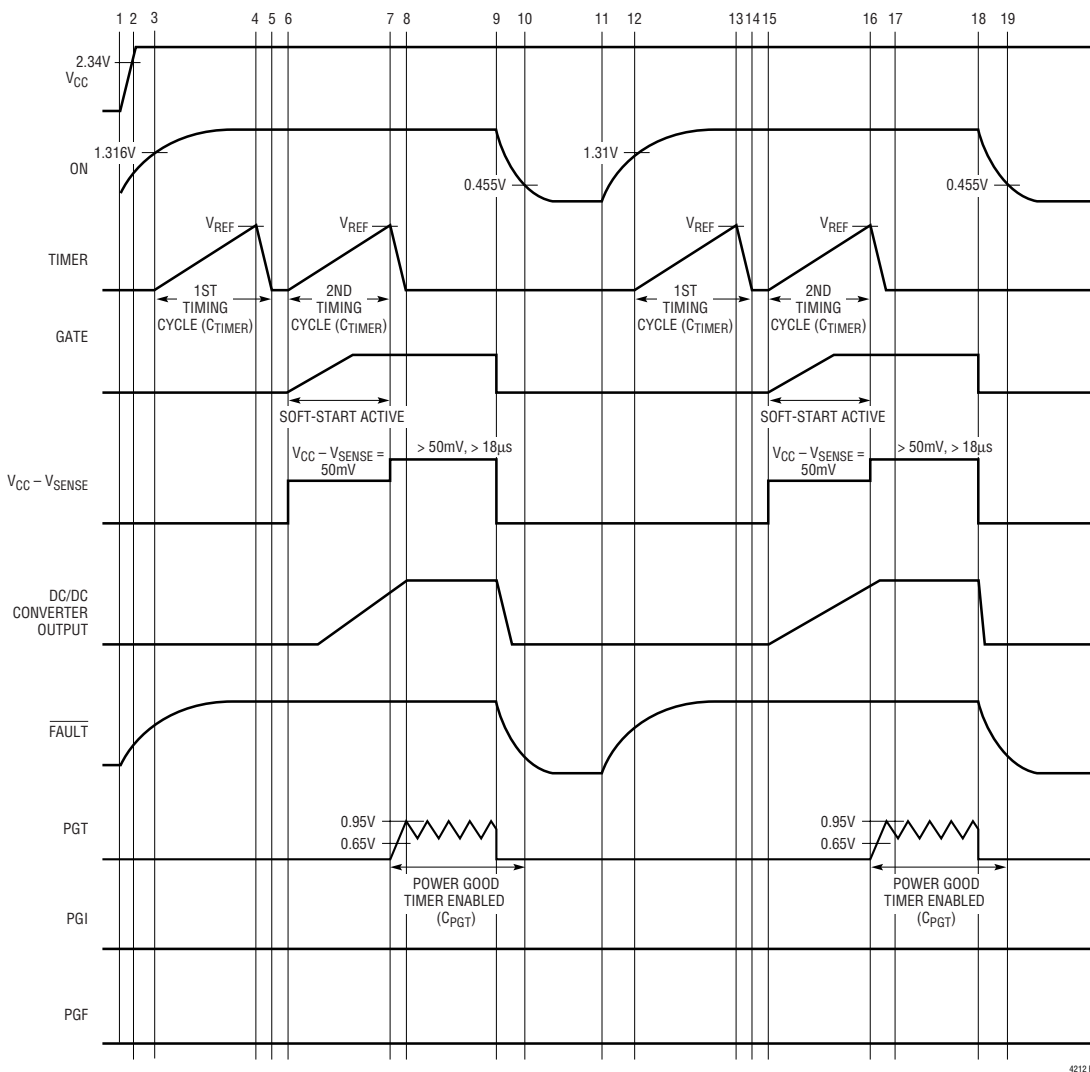 1 2 3 4 5 6 7 8 9 10 11 12 13 14 15 16 17 18 19
2.34V
VCC
1.316V
ON
0.455V
1.31V
0.455V
VREF
VREF
VREF
VREF
TIMER
1ST
TIMING
CYCLE (CTIMER)
2ND
TIMING
CYCLE (CTIMER)
1ST
TIMING
CYCLE (CTIMER)
2ND
TIMING
CYCLE (CTIMER)
GATE
SOFT-START ACTIVE
SOFT-START ACTIVE
VCC – VSENSE
VCC – VSENSE =
50mV
> 50mV, > 18µs
VCC – VSENSE =
50mV
> 50mV, > 18µs
DC/DC
CONVERTER
OUTPUT
FAULT
PGT
0.95V
0.65V
0.95V
0.65V
POWER GOOD
TIMER ENABLED
(CPGT)
POWER GOOD
TIMER ENABLED
(CPGT)
PGI
PGF